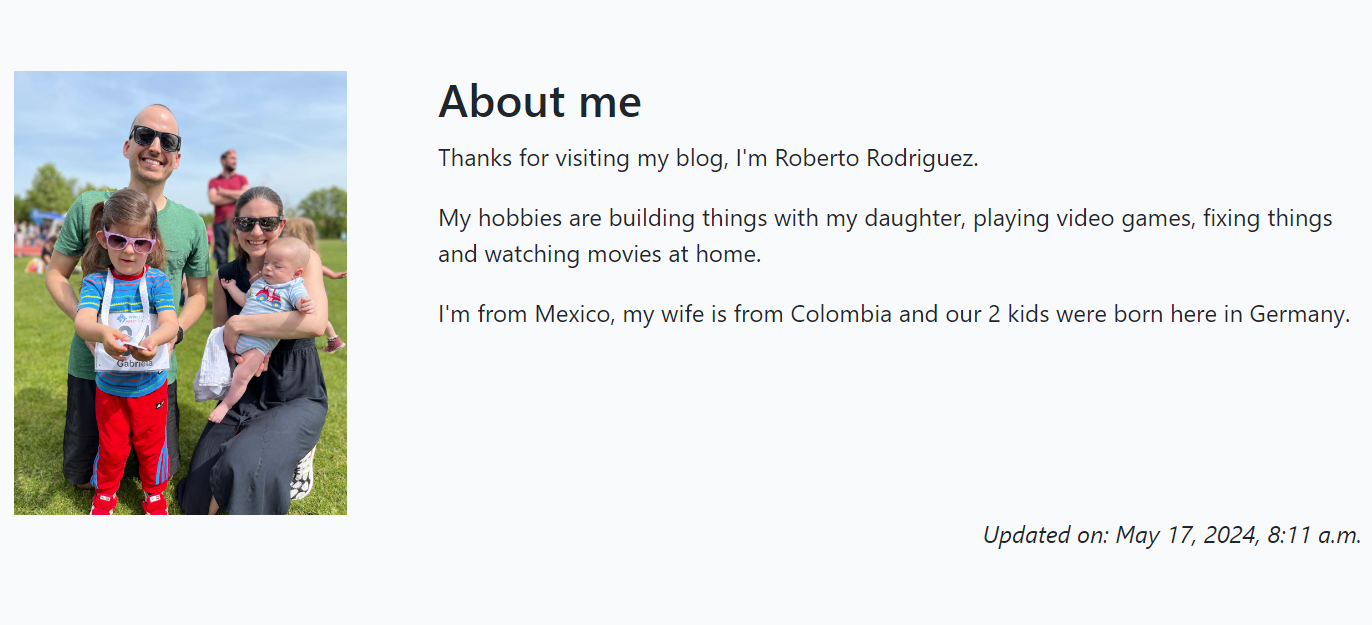 About me
Thanks for visiting my blog, I'm Roberto Rodriguez.
My hobbies are building things with my daughter, playing video games, fixing things
and watching movies at home.
I'm from Mexico, my wife is from Colombia and our 2 kids were born here in Germany.
Gabriela
Updated on: May 17, 2024, 8:11 a.m.